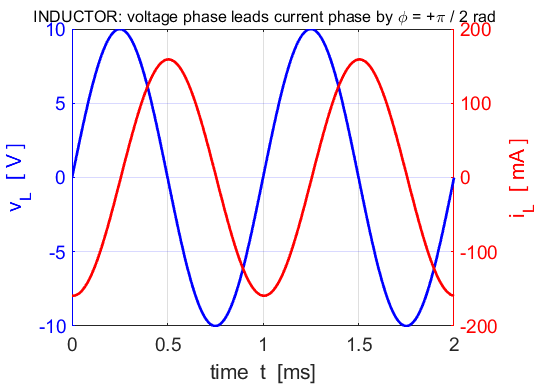 INDUCTOR: voltage phase leads current phase by ϕ = +π / 2 rad
10
5
0
-5
-10
v_L [ V ]
200
100
0
-100
-200
i_L [ mA ]
0 0.5 1 1.5 2
time t [ms]